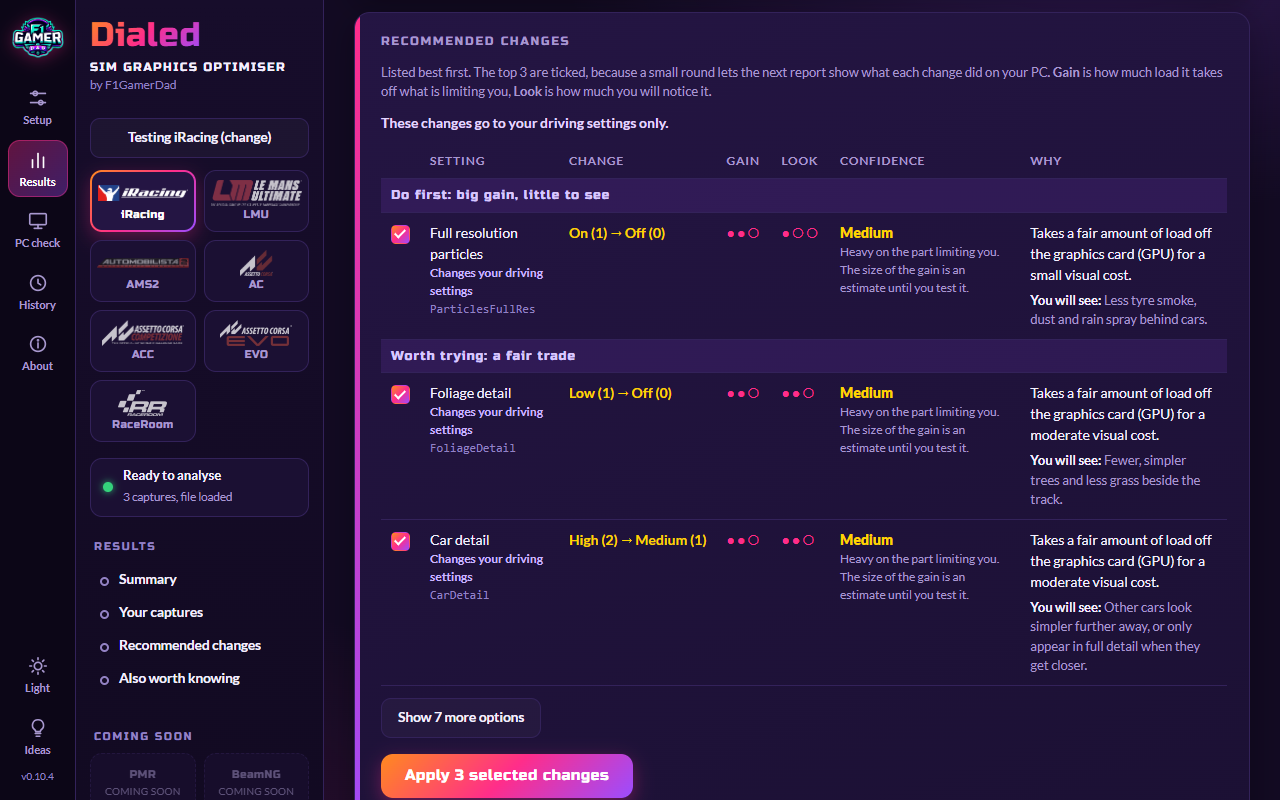 F1
GAMER
DAD
Setup
Results
PC check
History
About
Light
Ideas
v0.10.4
Dialed
SIM GRAPHICS OPTIMISER
by F1GamerDad
Testing iRacing (change)
iRacing
iRacing
LM LE MANS
ULTIMATE
LMU
AUTOMOBILISTA 2
AMS2
ASSETTO
CORSA
AC
ASSETTO CORSA
COMPETIZIONE
ACC
ASSETTO CORSA
EVO
EVO
RR
RACEROOM
RaceRoom
Ready to analyse
3 captures, file loaded
RESULTS
Summary
Your captures
Recommended changes
Also worth knowing
COMING SOON
PMR
COMING SOON
BeamNG
COMING SOON
RECOMMENDED CHANGES
Listed best first. The top 3 are ticked, because a small round lets the next report show what each change did on your PC. Gain is how much load it takes
off what is limiting you, Look is how much you will notice it.
These changes go to your driving settings only.
SETTING CHANGE GAIN LOOK CONFIDENCE WHY
Do first: big gain, little to see
Full resolution
particles
Changes your driving
settings
ParticlesFullRes
On (1) → Off (0)
Medium
Heavy on the part limiting you.
The size of the gain is an
estimate until you test it.
Takes a fair amount of load off
the graphics card (GPU) for a
small visual cost.
You will see: Less tyre smoke,
dust and rain spray behind cars.
Worth trying: a fair trade
Foliage detail
Changes your driving
settings
FoliageDetail
Low (1) → Off (0)
Medium
Heavy on the part limiting you.
The size of the gain is an
estimate until you test it.
Takes a fair amount of load off
the graphics card (GPU) for a
moderate visual cost.
You will see: Fewer, simpler
trees and less grass beside the
track.
Car detail
Changes your driving
settings
CarDetail
High (2) → Medium (1)
Medium
Heavy on the part limiting you.
The size of the gain is an
estimate until you test it.
Takes a fair amount of load off
the graphics card (GPU) for a
moderate visual cost.
You will see: Other cars look
simpler further away, or only
appear in full detail when they
get closer.
Show 7 more options
Apply 3 selected changes